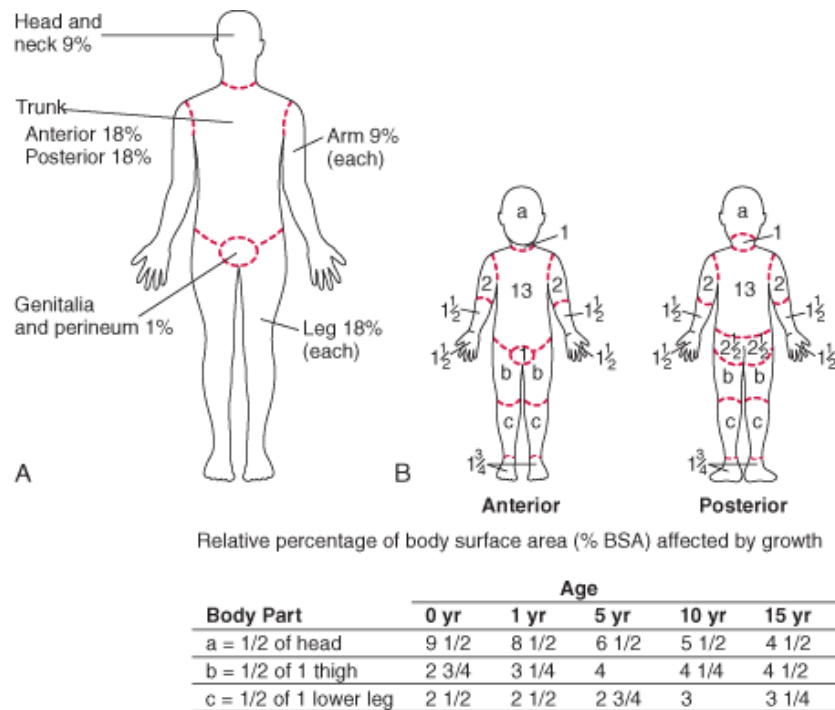 Head and
neck 9%
Trunk
Anterior 18%
Posterior 18%
Arm 9%
(each)
Genitalia
and perineum 1%
Leg 18%
(each)
A
a
1
2
13
2
1½
1½
1½
1½
1
b
b
c
c
1¾
B
Anterior
a
1
2
13
2
1½
1½
1½
1½
2½
2½
b
b
c
c
1¾
Posterior
Relative percentage of body surface area (% BSA) affected by growth
Age
Body Part 0 yr 1 yr 5 yr 10 yr 15 yr
a = 1/2 of head 9 1/2 8 1/2 6 1/2 5 1/2 4 1/2
b = 1/2 of 1 thigh 2 3/4 3 1/4 4 4 1/4 4 1/2
c = 1/2 of 1 lower leg 2 1/2 2 1/2 2 3/4 3 3 1/4